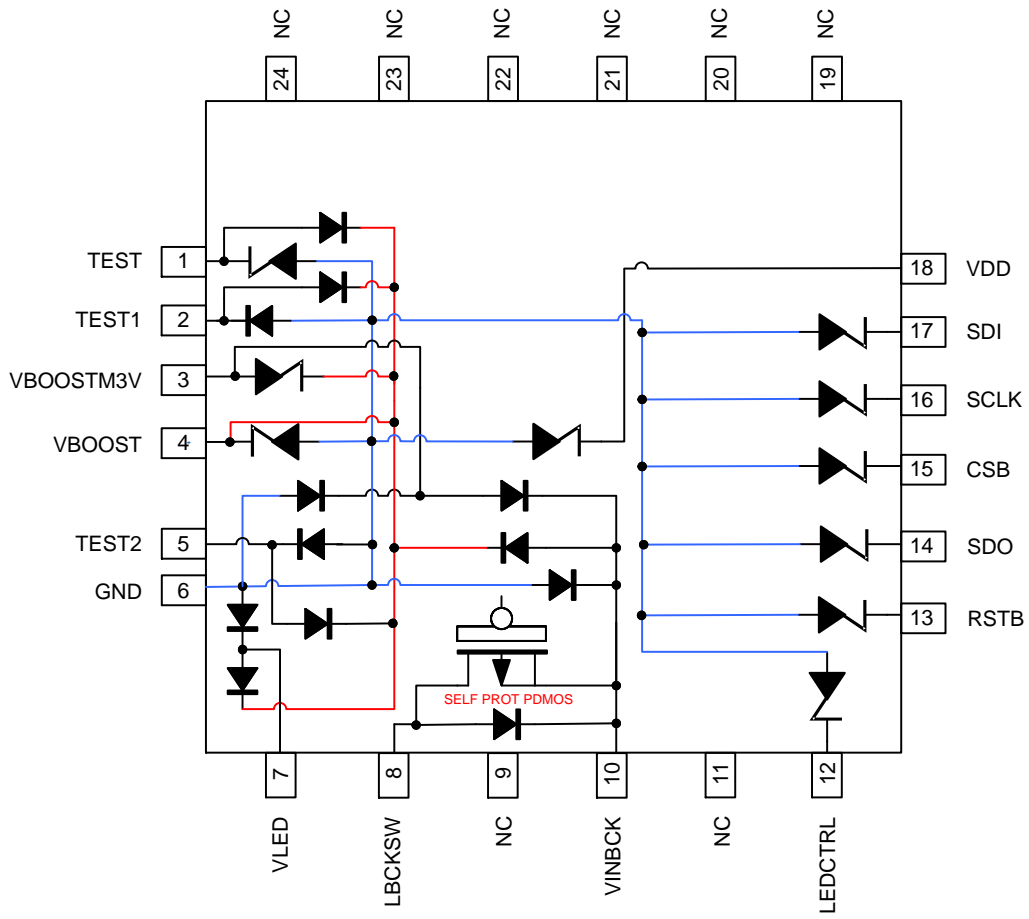 NC
NC
NC
NC
NC
NC
24
23
22
21
20
19
TEST
1
TEST1
2
VBOOSTM3V
3
VBOOST
4
TEST2
5
GND
6
18
VDD
17
SDI
16
SCLK
15
CSB
14
SDO
13
RSTB
SELF PROT PDMOS
7
8
9
10
11
12
VLED
LBCKSW
NC
VINBCK
NC
LEDCTRL